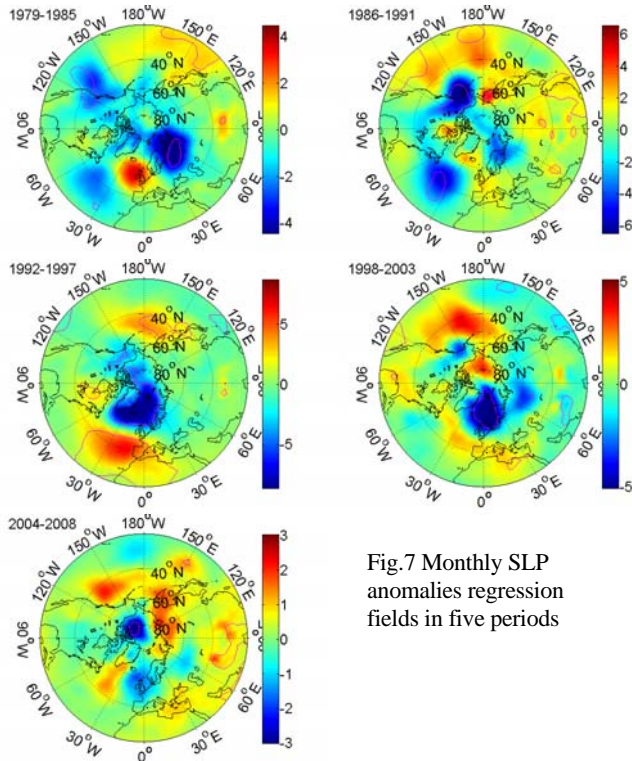 1979-1985
180°W
150°W
150°E
120°W
120°E
90°W
60°W
60°E
30°W
30°E
0°
40°N
60°N
80°N
4
2
0
-2
-4
1986-1991
180°W
150°W
150°E
120°W
120°E
90°W
60°W
60°E
30°W
30°E
0°
40°N
60°N
80°N
6
4
2
0
-2
-4
-6
1992-1997
180°W
150°W
150°E
120°W
120°E
90°W
60°W
60°E
30°W
30°E
0°
40°N
60°N
80°N
5
0
-5
1998-2003
180°W
150°W
150°E
120°W
120°E
90°W
60°W
60°E
30°W
30°E
0°
40°N
60°N
80°N
5
0
-5
2004-2008
180°W
150°W
150°E
120°W
120°E
90°W
60°W
60°E
30°W
30°E
0°
40°N
60°N
80°N
3
2
1
0
-1
-2
-3
Fig.7 Monthly SLP
anomalies regression
fields in five periods